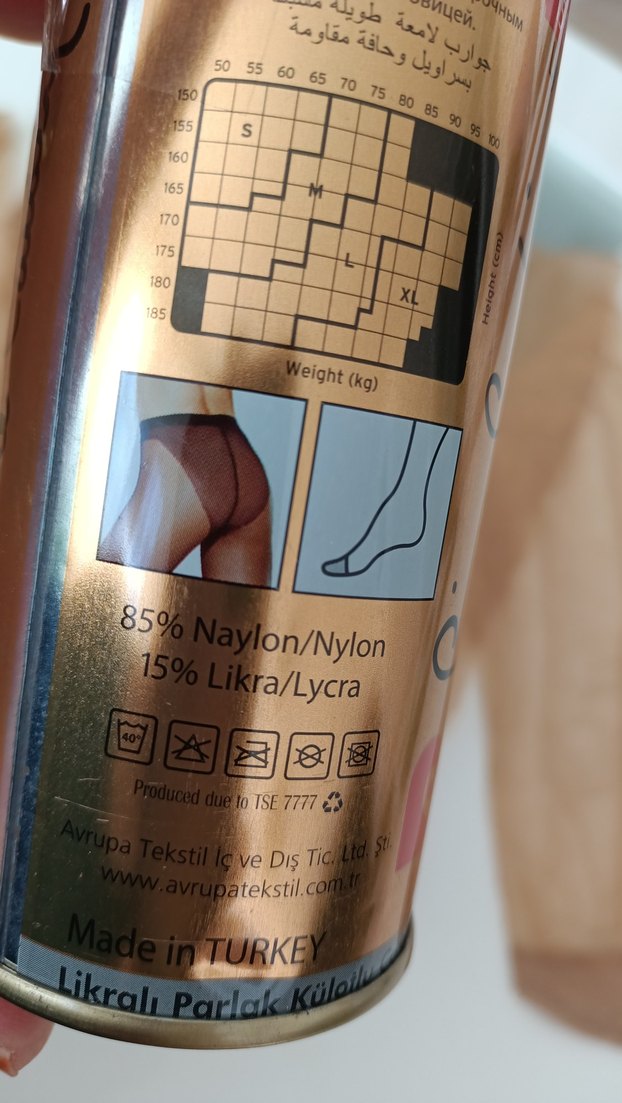 очным
овицей.
جوارب لامعة طويلة
بسراويل وحافة مقاومة
50 55 60 65 70 75 80 85 90 95 100
150
155
160
165
170
175
180
185
S
M
L
XL
Height (cm)
Weight (kg)
85% Naylon/Nylon
15% Likra/Lycra
40°
Produced due to TSE 7777
Avrupa Tekstil İç ve Dış Tic. Ltd. Şti.
www.avrupatekstil.com.tr
Made in TURKEY
Likralı Parlak Külotlu